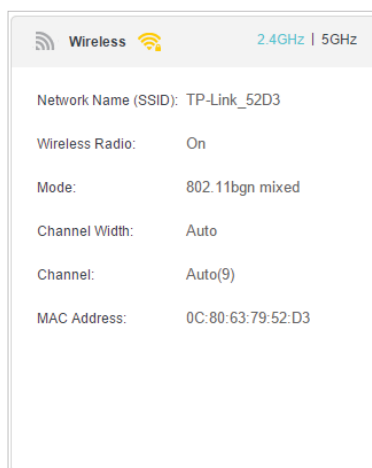 Wireless 2.4GHz | 5GHz
Network Name (SSID): TP-Link_52D3
Wireless Radio: On
Mode: 802.11bgn mixed
Channel Width: Auto
Channel: Auto(9)
MAC Address: 0C:80:63:79:52:D3